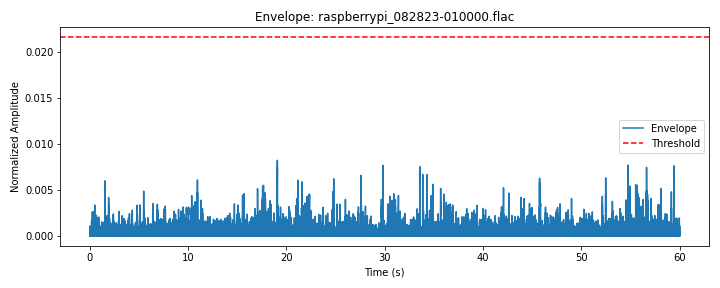 Envelope: raspberrypi_082823-010000.flac
Normalized Amplitude
0.020
0.015
0.010
0.005
0.000
Envelope
Threshold
0
10
20
30
40
50
60
Time (s)